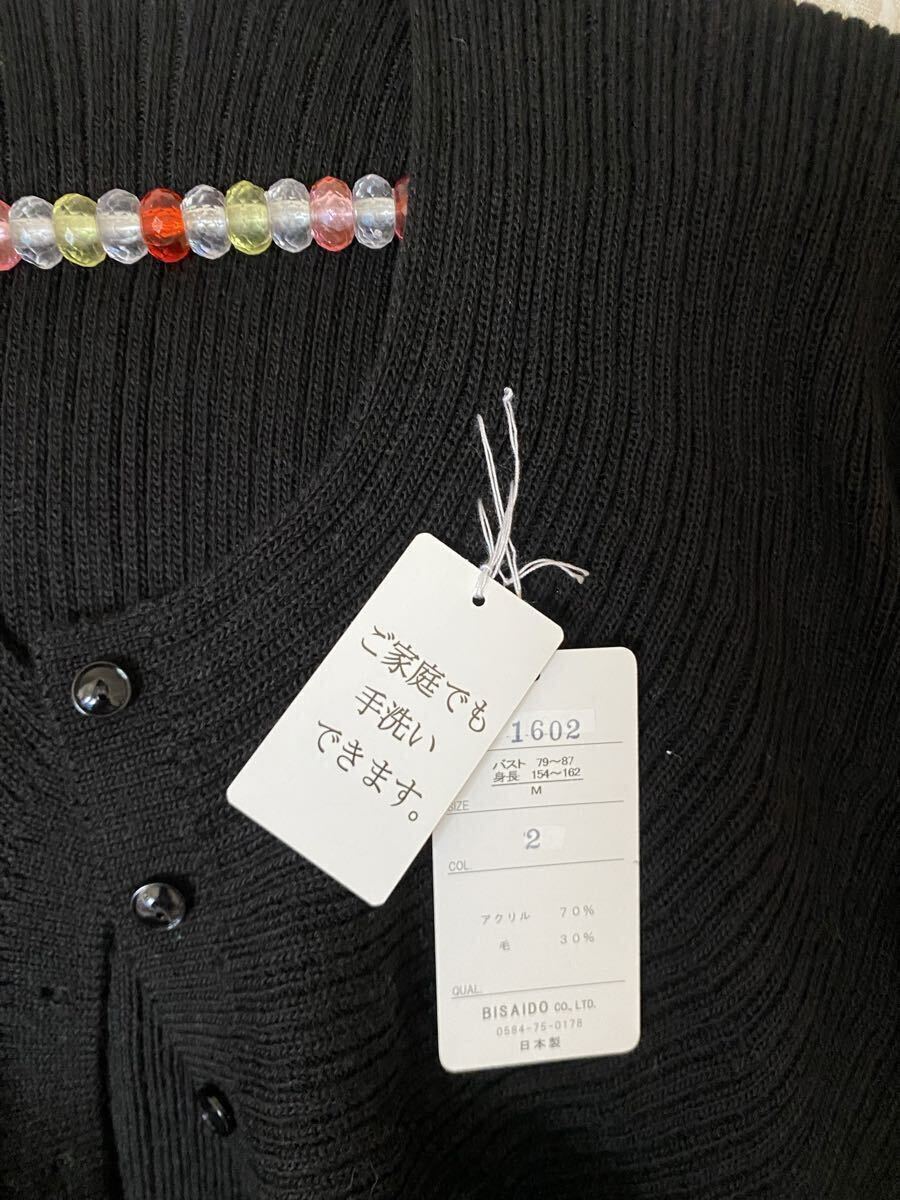 ご家庭でも
手洗い
できます。
1602
バスト 79～87
身長 154～162
M
SIZE
2
COL.
アクリル 70%
毛 30%
QUAL.
BISAIDO CO., LTD.
0584-75-0178
日本製